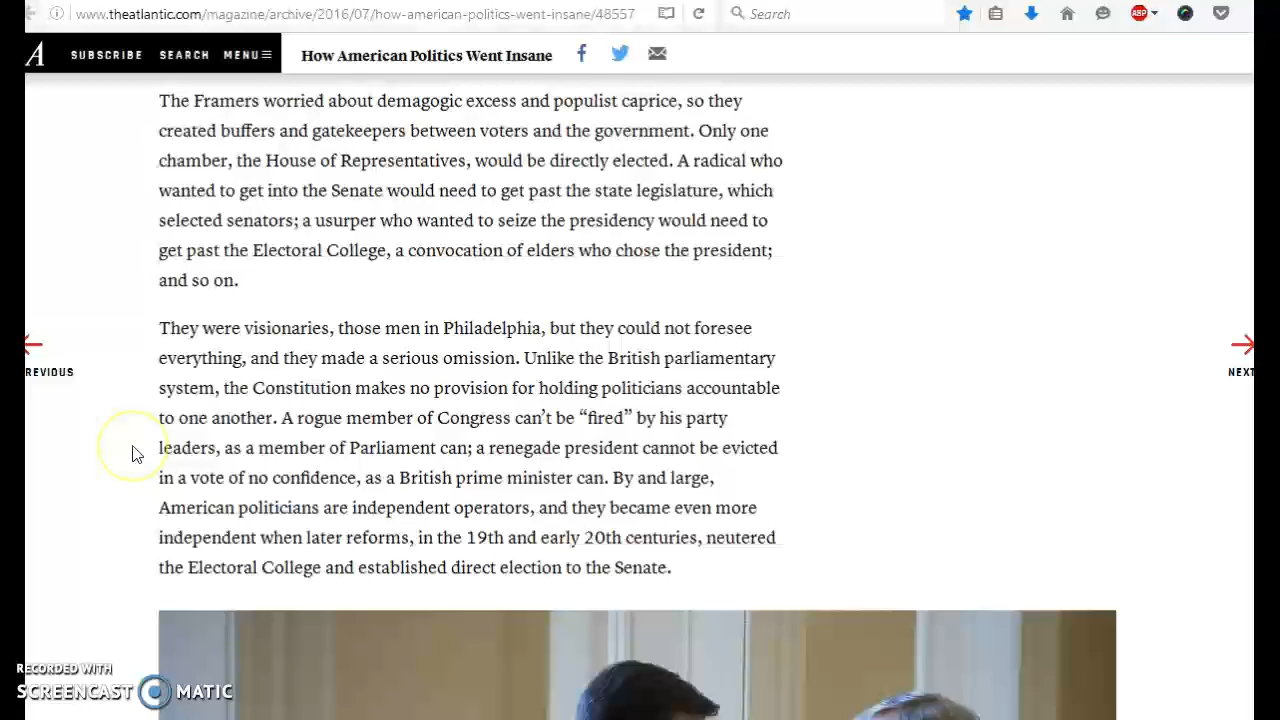 www.theatlantic.com/magazine/archive/2016/07/how-american-politics-went-insane/48557
Search
ABP
A SUBSCRIBE SEARCH MENU How American Politics Went Insane
The Framers worried about demagogic excess and populist caprice, so they
created buffers and gatekeepers between voters and the government. Only one
chamber, the House of Representatives, would be directly elected. A radical who
wanted to get into the Senate would need to get past the state legislature, which
selected senators; a usurper who wanted to seize the presidency would need to
get past the Electoral College, a convocation of elders who chose the president;
and so on.
They were visionaries, those men in Philadelphia, but they could not foresee
everything, and they made a serious omission. Unlike the British parliamentary
system, the Constitution makes no provision for holding politicians accountable
to one another. A rogue member of Congress can’t be “fired” by his party
leaders, as a member of Parliament can; a renegade president cannot be evicted
in a vote of no confidence, as a British prime minister can. By and large,
American politicians are independent operators, and they became even more
independent when later reforms, in the 19th and early 20th centuries, neutered
the Electoral College and established direct election to the Senate.
REVIOUS
NEXT
RECORDED WITH
SCREENCAST MATIC